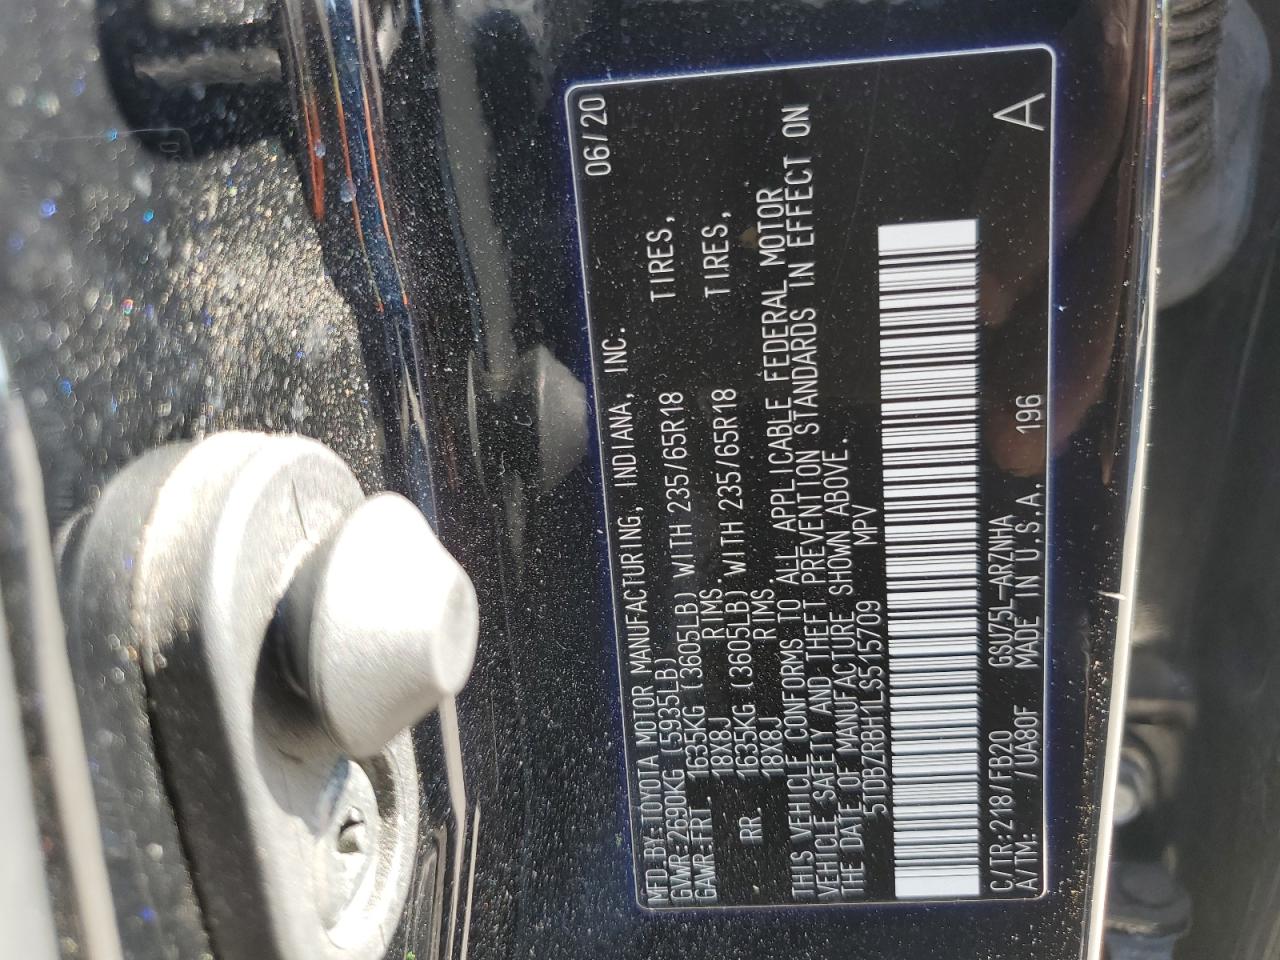 MFD BY: TOYOTA MOTOR MANUFACTURING, INDIANA, INC. 06/20
GVWR-2690KG (5935LB)
GAWR-FRT. 1635KG (3605LB) WITH 235/65R18 TIRES,
18X8J RIMS.
RR. 1635KG (3605LB) WITH 235/65R18 TIRES,
18X8J RIMS
THIS VEHICLE CONFORMS TO ALL APPLICABLE FEDERAL MOTOR
VEHICLE SAFETY AND THEFT PREVENTION STANDARDS IN EFFECT ON
THE DATE OF MANUFACTURE SHOWN ABOVE.
5TDBZRBH1LS515709 MPV
C/TR:218/FB20 GSU75L-ARZNHA
A/TM: /UA80F MADE IN U.S.A. 196 A